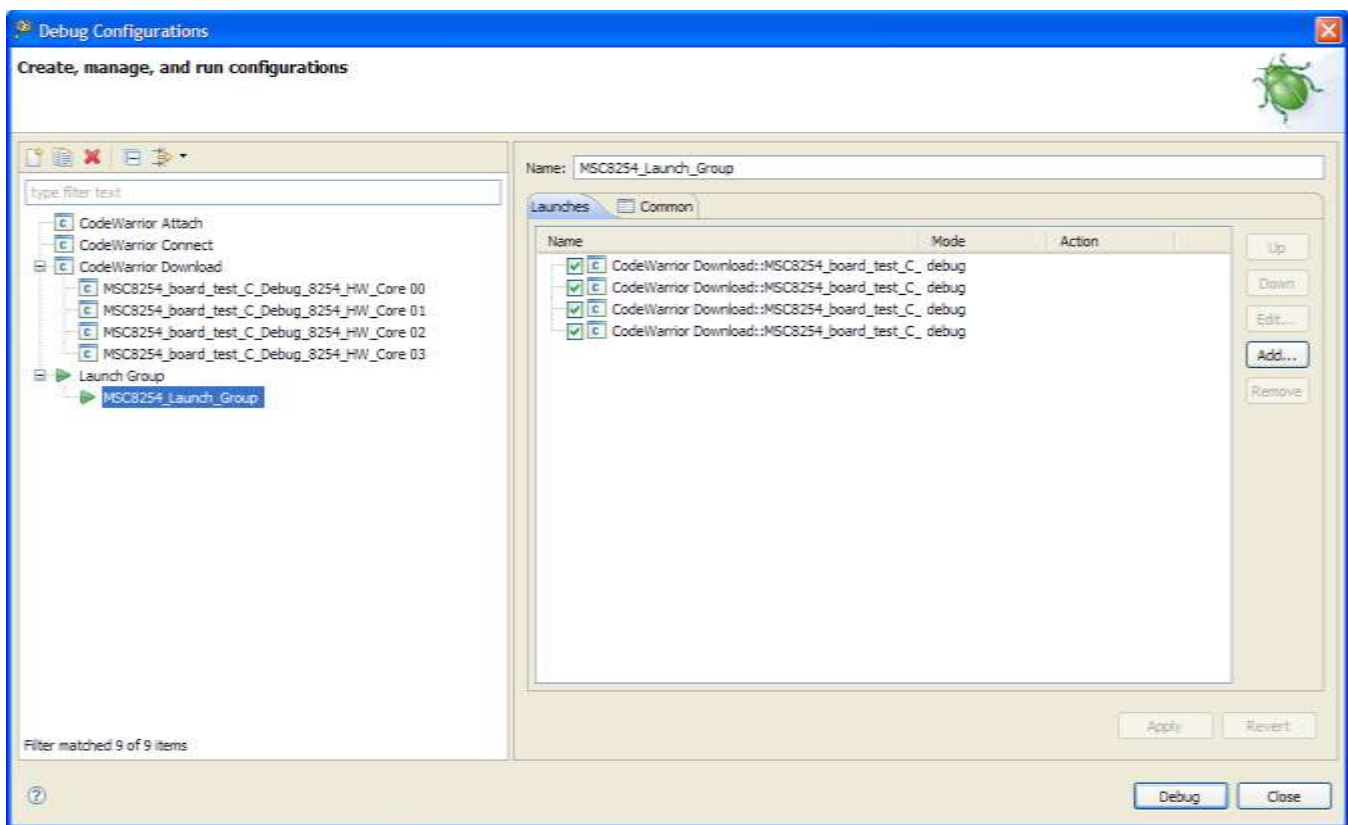 Debug Configurations
Create, manage, and run configurations
type filter text
CodeWarrior Attach
CodeWarrior Connect
CodeWarrior Download
MSC8254_board_test_C_Debug_8254_HW_Core 00
MSC8254_board_test_C_Debug_8254_HW_Core 01
MSC8254_board_test_C_Debug_8254_HW_Core 02
MSC8254_board_test_C_Debug_8254_HW_Core 03
Launch Group
MSC8254_Launch_Group
Filter matched 9 of 9 items
Name: MSC8254_Launch_Group
Launches Common
Name Mode Action
CodeWarrior Download::MSC8254_board_test_C_ debug
CodeWarrior Download::MSC8254_board_test_C_ debug
CodeWarrior Download::MSC8254_board_test_C_ debug
CodeWarrior Download::MSC8254_board_test_C_ debug
Up
Down
Edit...
Add...
Remove
Apply Revert
Debug Close